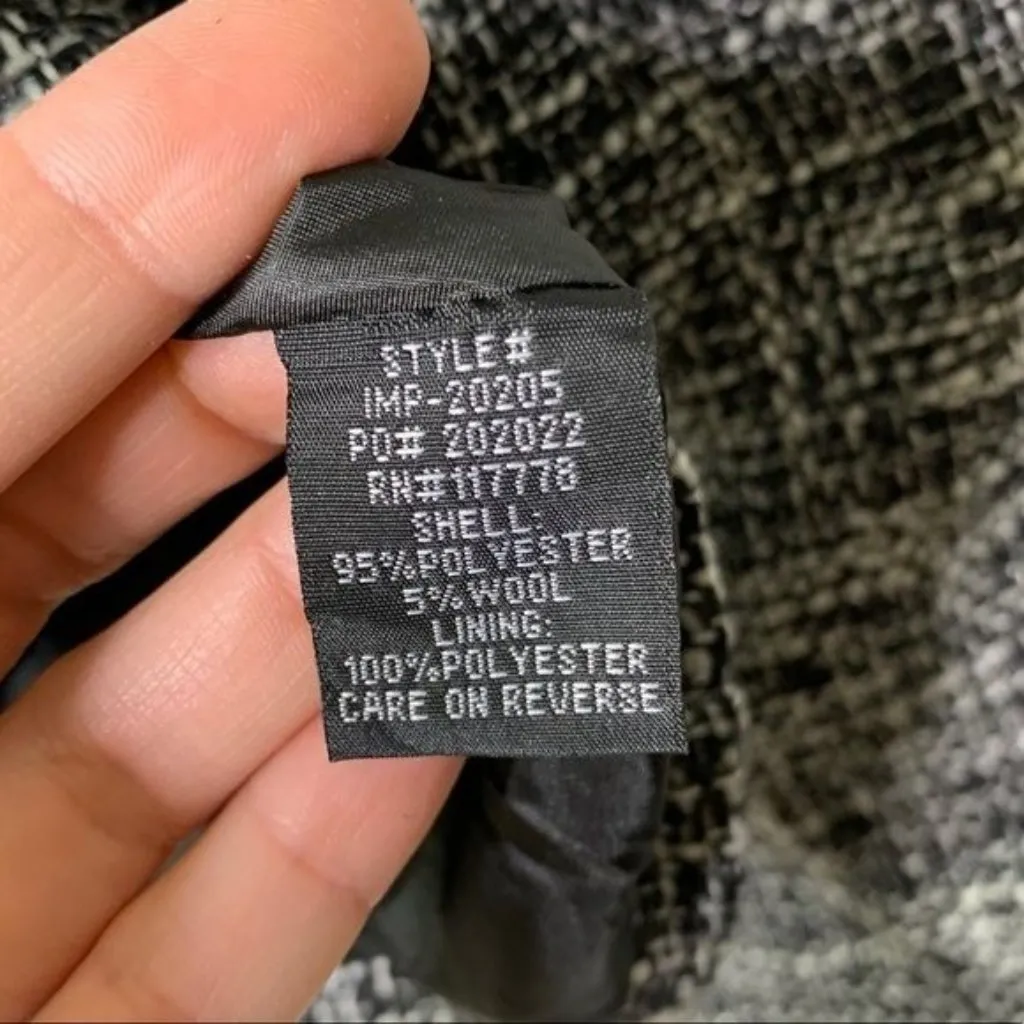 STYLE#
IMP-20205
PO# 202022
RN#117778
SHELL:
95%POLYESTER
5%WOOL
LINING:
100%POLYESTER
CARE ON REVERSE